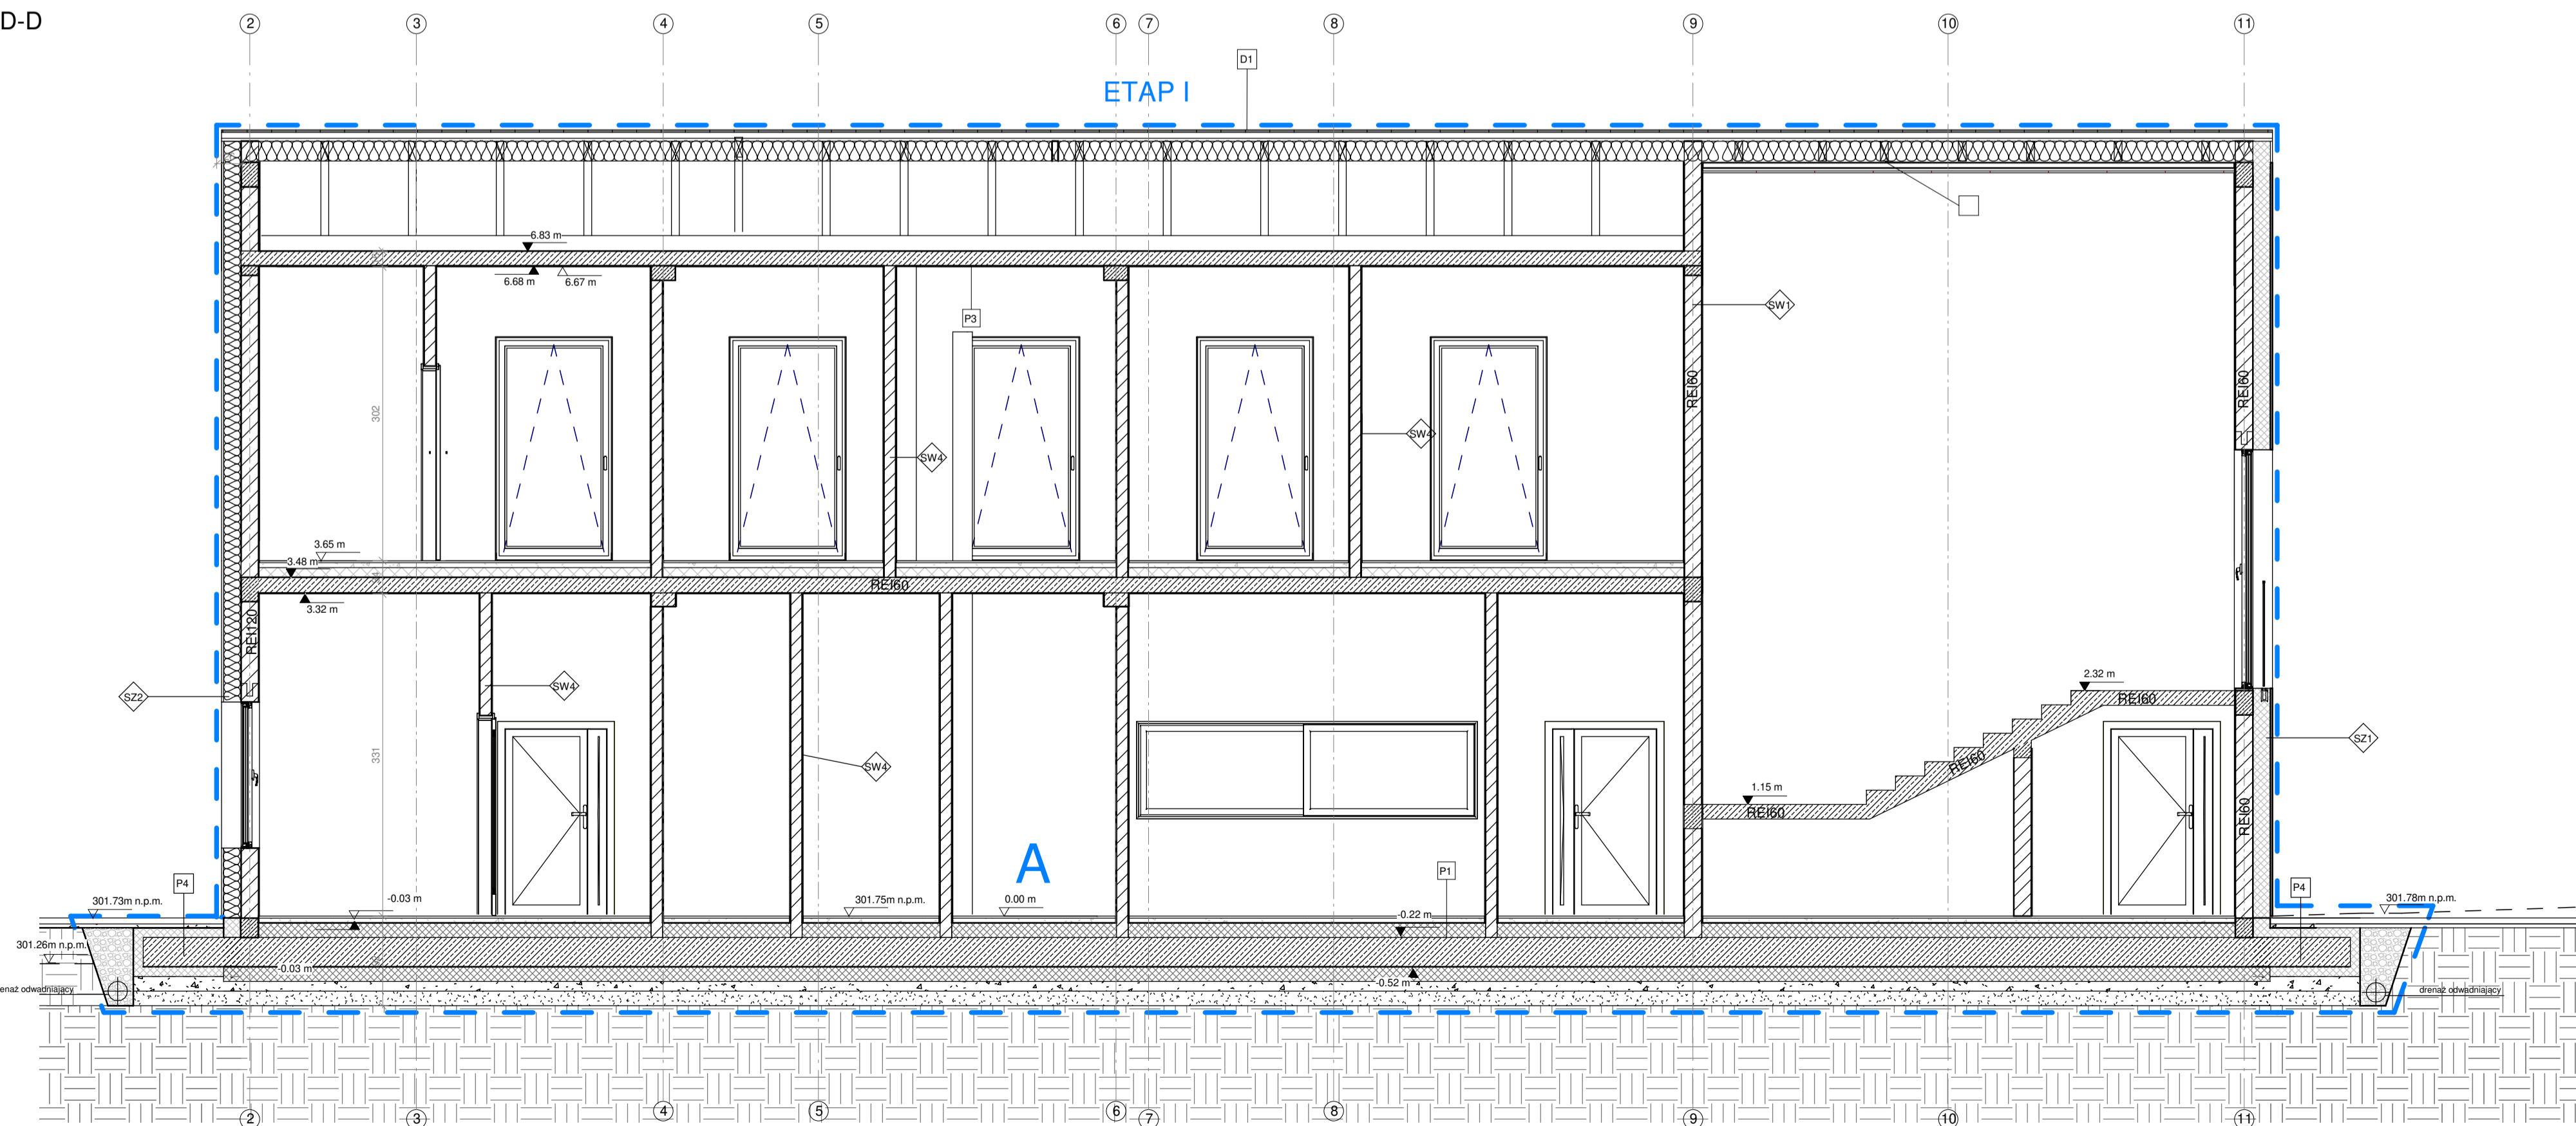 D-D
2 3 4 5 6 7 8 9 10 11
D1
ETAP I
6.83 m
6.68 m
6.67 m
SW1
P3
REI60
REI60
302
SW4
SW4
3.65 m
3.48 m
REI60
3.32 m
REI120
2.32 m
SZ2
SW4
REI60
SZ1
331
SW4
REI60
1.15 m
REI60
REI60
A
P4
P1
P4
301.73m n.p.m.
-0.03 m
301.75m n.p.m.
0.00 m
-0.22 m
301.78m n.p.m.
301.26m n.p.m.
-0.03 m
-0.52 m
enaż odwadniający
drenaż odwadniający
2 3 4 5 6 7 8 9 10 11